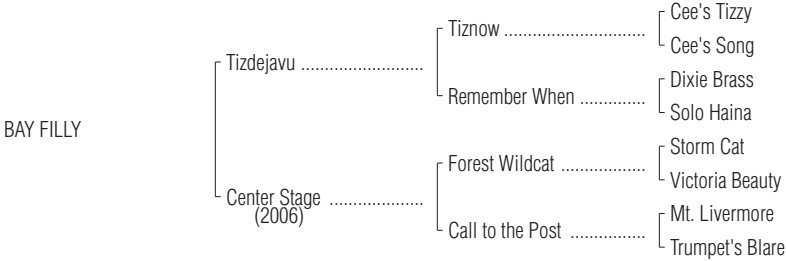 Cee's Tizzy
Tiznow ..............................
Cee's Song
Tizdejavu ..........................
Dixie Brass
Remember When ..............
Solo Haina
BAY FILLY
Storm Cat
Forest Wildcat ..................
Victoria Beauty
Center Stage ....................
(2006)
Mt. Livermore
Call to the Post ................
Trumpet's Blare